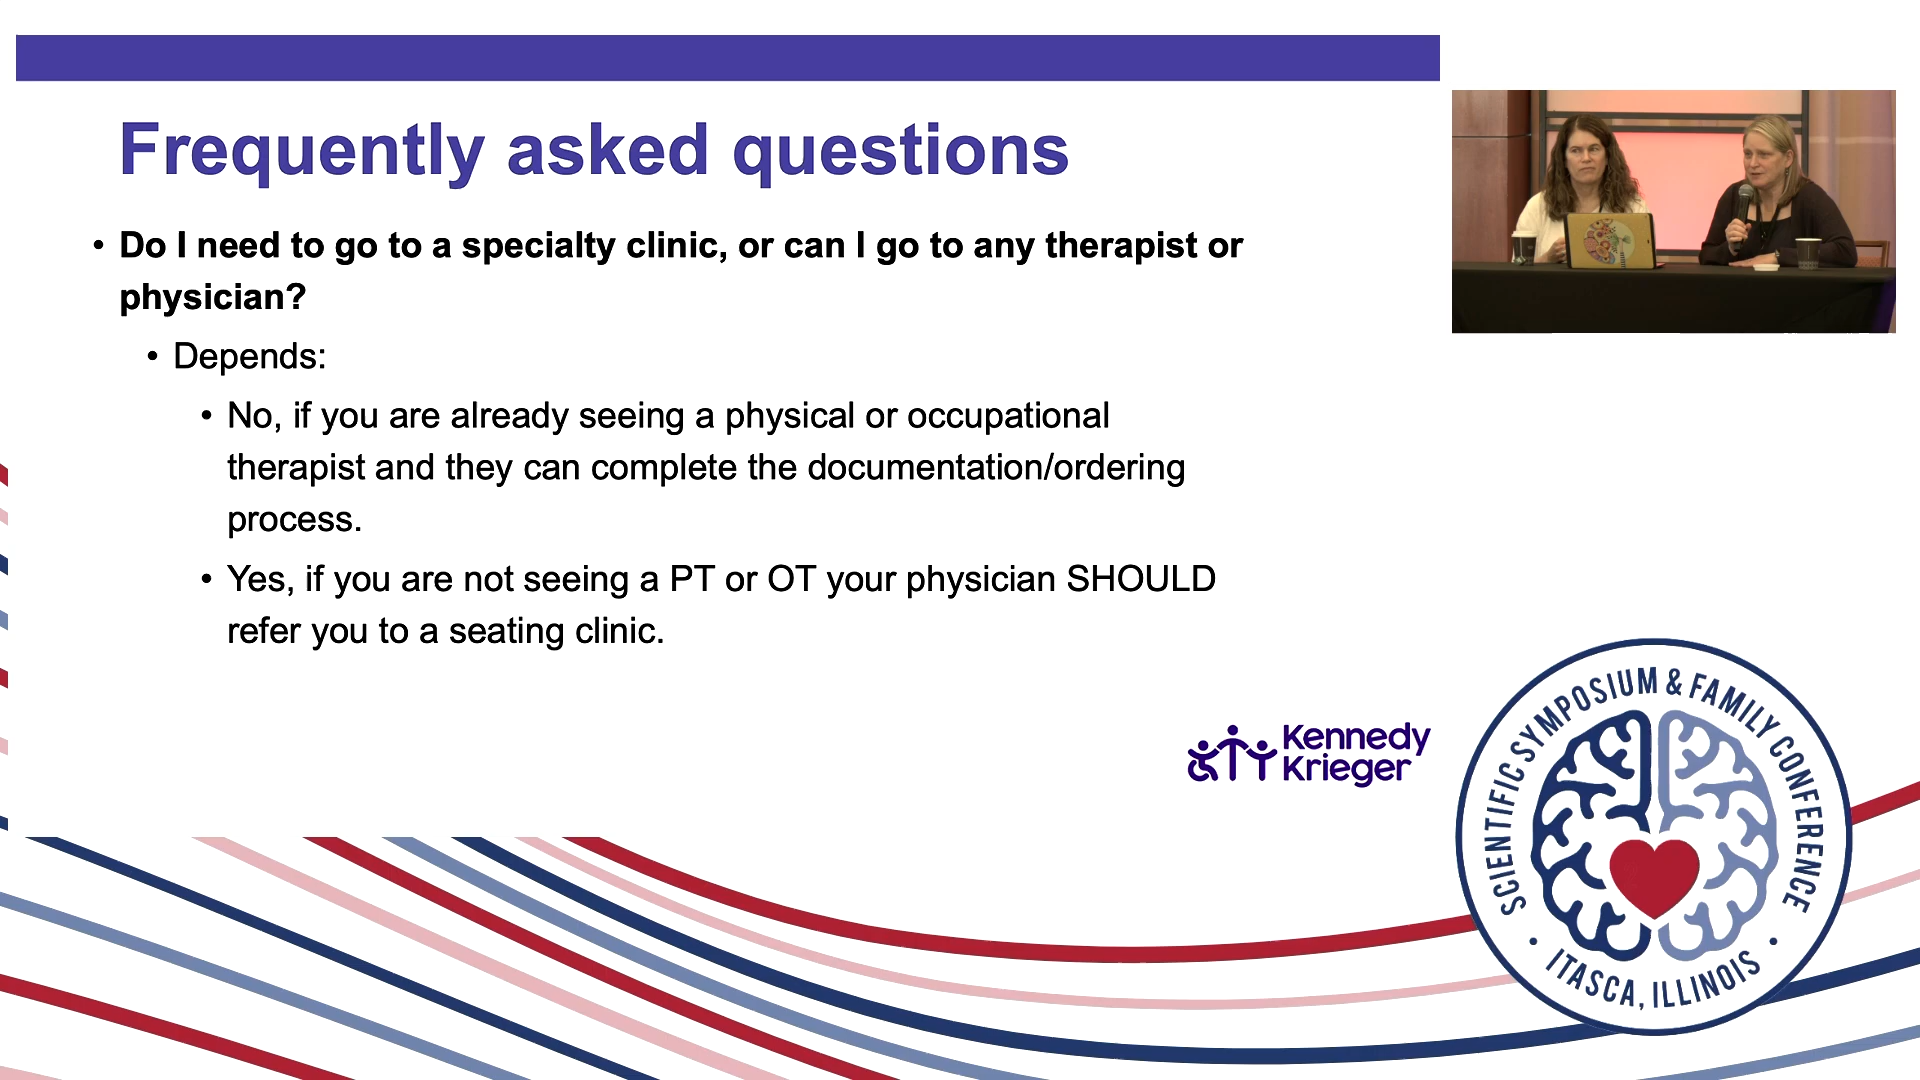 Frequently asked questions
• Do I need to go to a specialty clinic, or can I go to any therapist or
physician?
• Depends:
• No, if you are already seeing a physical or occupational
therapist and they can complete the documentation/ordering
process.
• Yes, if you are not seeing a PT or OT your physician SHOULD
refer you to a seating clinic.
Kennedy
Krieger
SCIENTIFIC SYMPOSIUM & FAMILY CONFERENCE
• ITASCA, ILLINOIS •